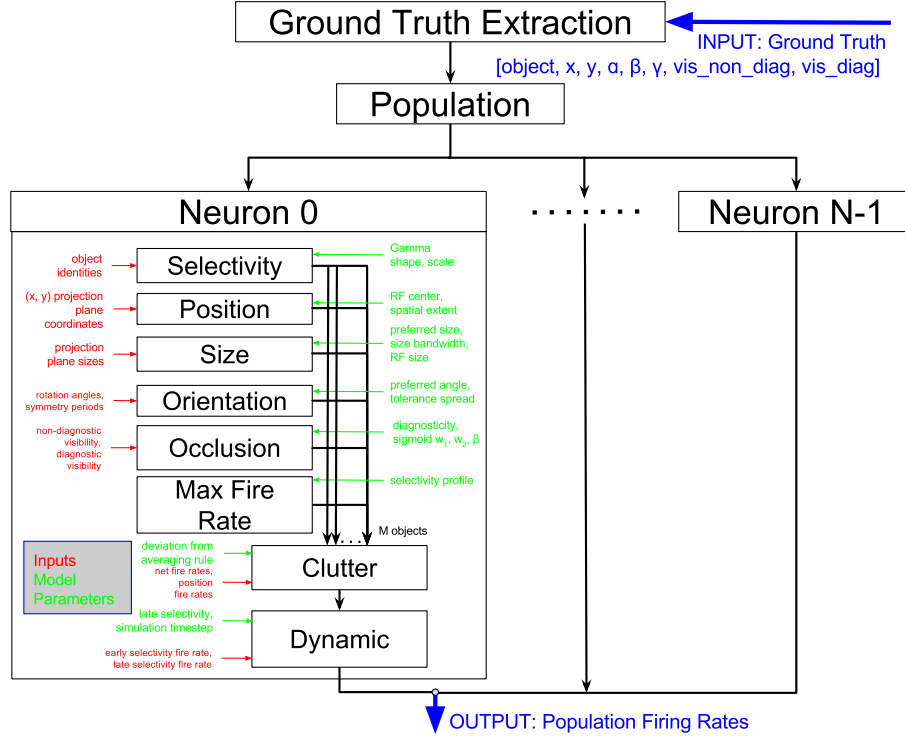 Ground Truth Extraction
INPUT: Ground Truth
[object, x, y, α, β, γ, vis_non_diag, vis_diag]
Population
Neuron 0
. . . . . . .
Neuron N-1
object
identities
Selectivity
Gamma
shape, scale
(x, y) projection
plane
coordinates
Position
RF center,
spatial extent
projection
plane sizes
Size
preferred size,
size bandwidth,
RF size
rotation angles,
symmetry periods
Orientation
preferred angle,
tolerance spread
non-diagnostic
visibility,
diagnostic
visibility
Occlusion
diagnosticity,
sigmoid w₁, w₂, β
Max Fire
Rate
selectivity profile
. . .
M objects
Inputs
Model
Parameters
deviation from
averaging rule
net fire rates,
position
fire rates
Clutter
late selectivity,
simulation timestep
early selectivity fire rate,
late selectivity fire rate
Dynamic
OUTPUT: Population Firing Rates